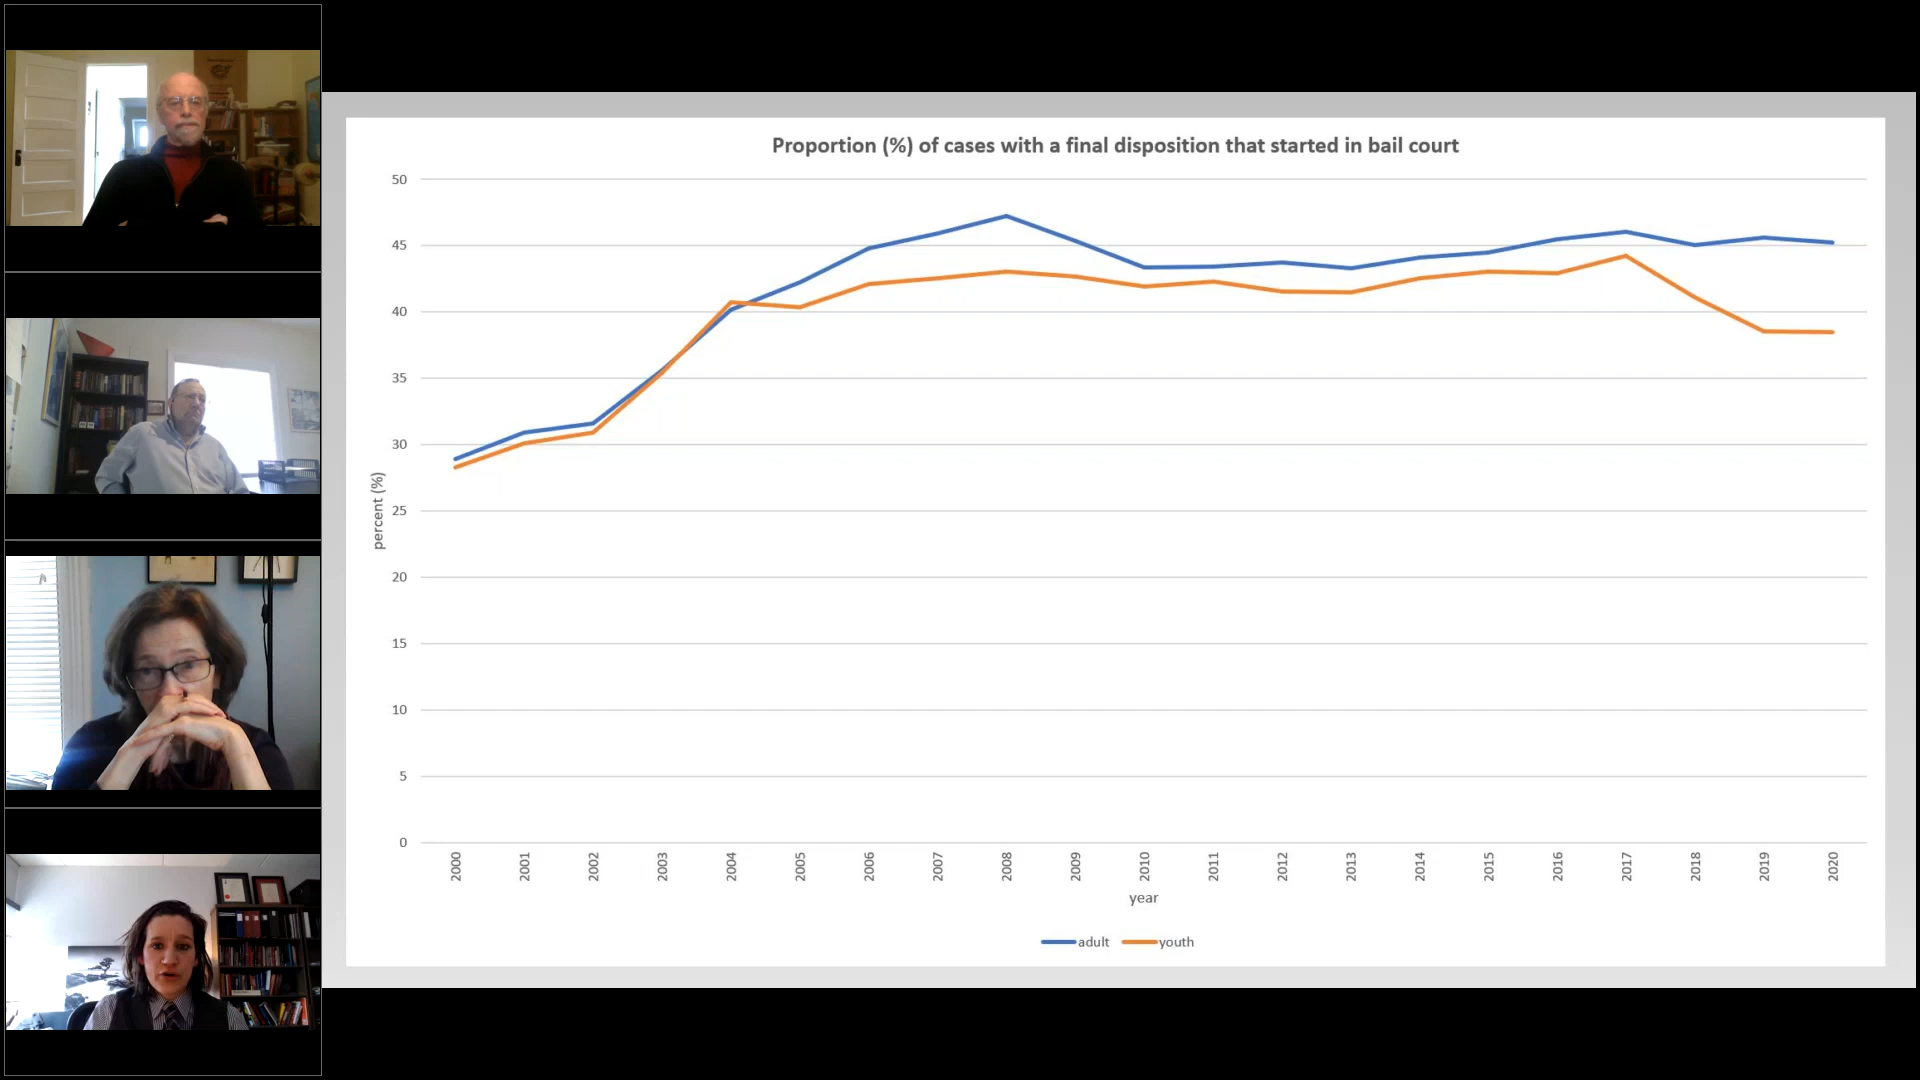 Proportion (%) of cases with a final disposition that started in bail court
50
45
40
35
30
25
20
15
10
5
0
percent (%)
2000 2001 2002 2003 2004 2005 2006 2007 2008 2009 2010 2011 2012 2013 2014 2015 2016 2017 2018 2019 2020
year
adult youth